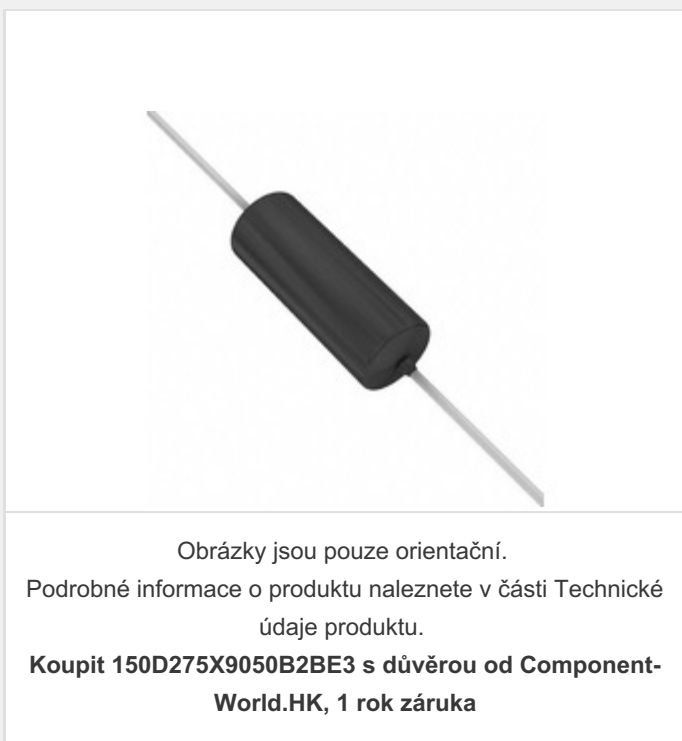 Obrázky jsou pouze orientační.
Podrobné informace o produktu naleznete v části Technické
údaje produktu.
Koupit 150D275X9050B2BE3 s důvěrou od Component-
World.HK, 1 rok záruka